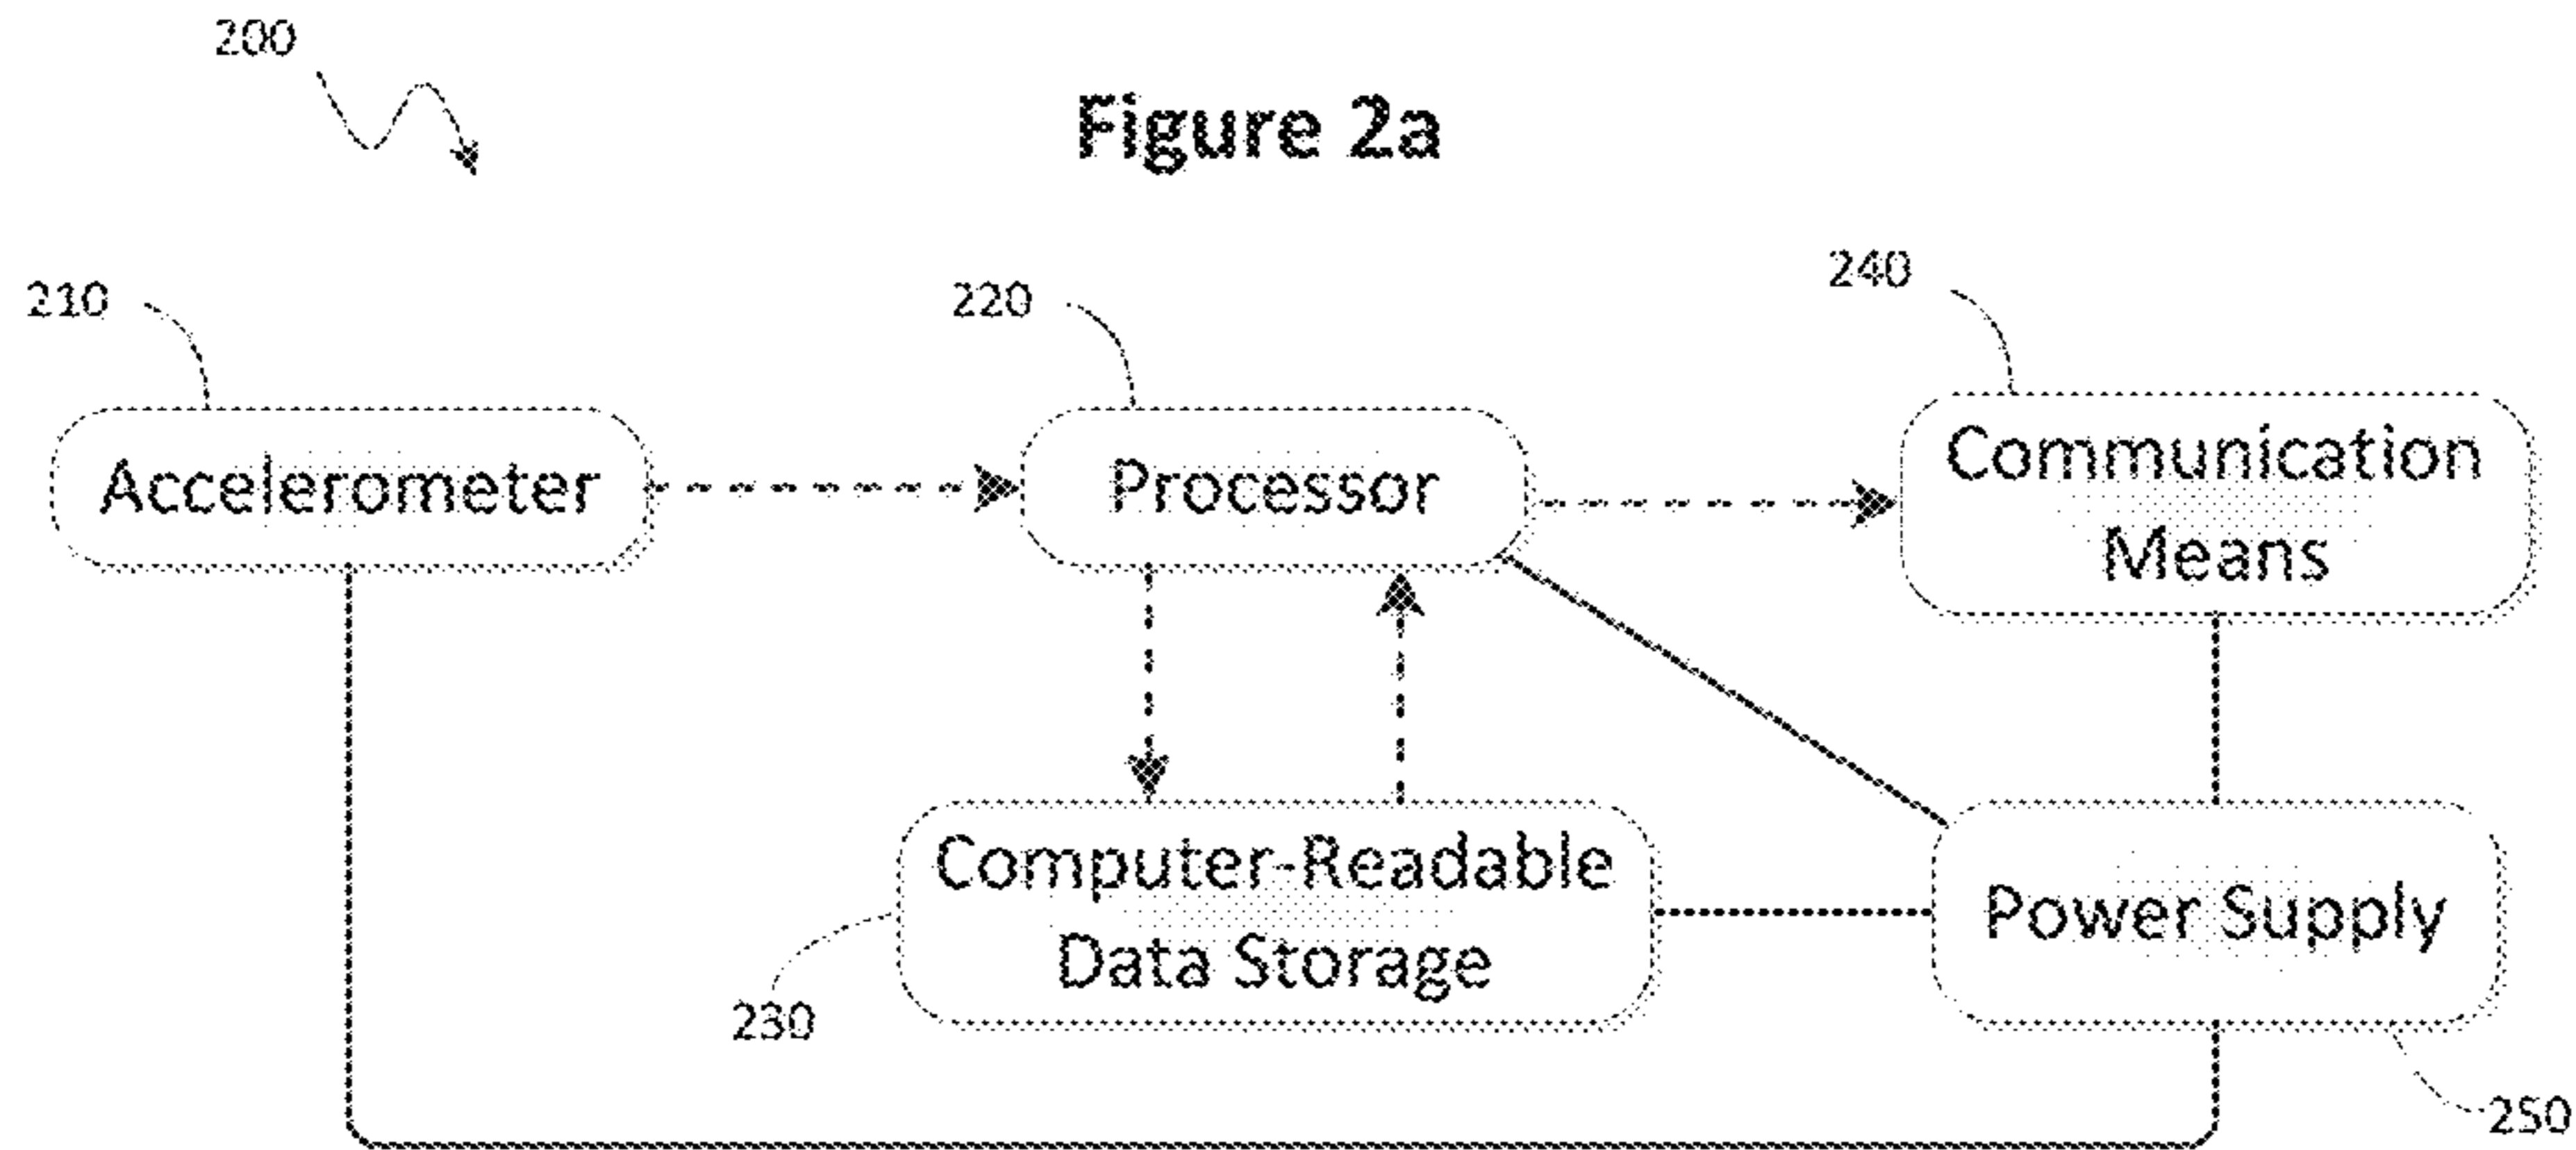 200
Figure 2a
210
220
240
Accelerometer
Processor
Communication
Means
Computer-Readable
Data Storage
Power Supply
230
250